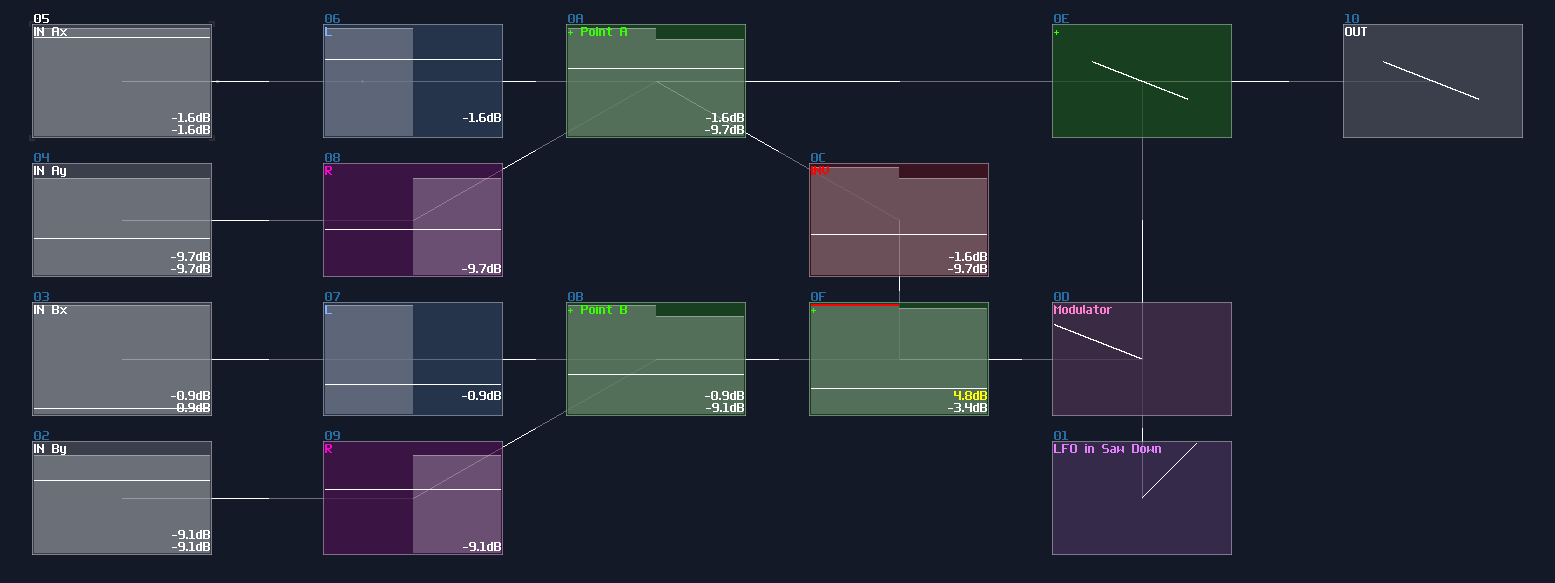 05
IN Ax
-1.6dB
-1.6dB
06
L
-1.6dB
0A
+ Point A
-1.6dB
-9.7dB
0E
+
10
OUT
04
IN Ay
-9.7dB
-9.7dB
08
R
-9.7dB
0C
INV
-1.6dB
-9.7dB
03
IN Bx
-0.9dB
-0.9dB
07
L
-0.9dB
0B
+ Point B
-0.9dB
-9.1dB
0F
+
4.8dB
-3.4dB
0D
Modulator
02
IN By
-9.1dB
-9.1dB
09
R
-9.1dB
01
LFO in Saw Down